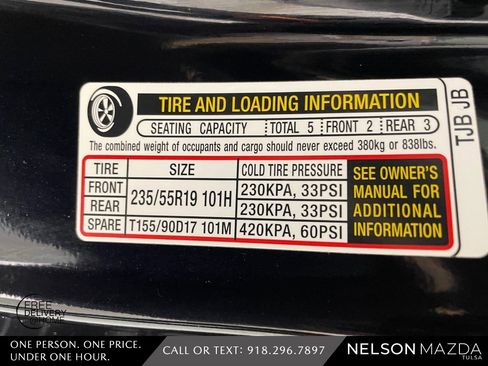 TIRE AND LOADING INFORMATION
SEATING CAPACITY TOTAL 5 FRONT 2 REAR 3
The combined weight of occupants and cargo should never exceed 380kg or 838lbs.
TIRE SIZE COLD TIRE PRESSURE
FRONT 235/55R19 101H 230KPA, 33PSI
REAR 230KPA, 33PSI
SPARE T155/90D17 101M 420KPA, 60PSI
SEE OWNER'S
MANUAL FOR
ADDITIONAL
INFORMATION
TJB JB
FREE
DELIVERY
@HOME
ONE PERSON. ONE PRICE.
UNDER ONE HOUR.
CALL OR TEXT: 918.296.7897
NELSON MAZDA
TULSA